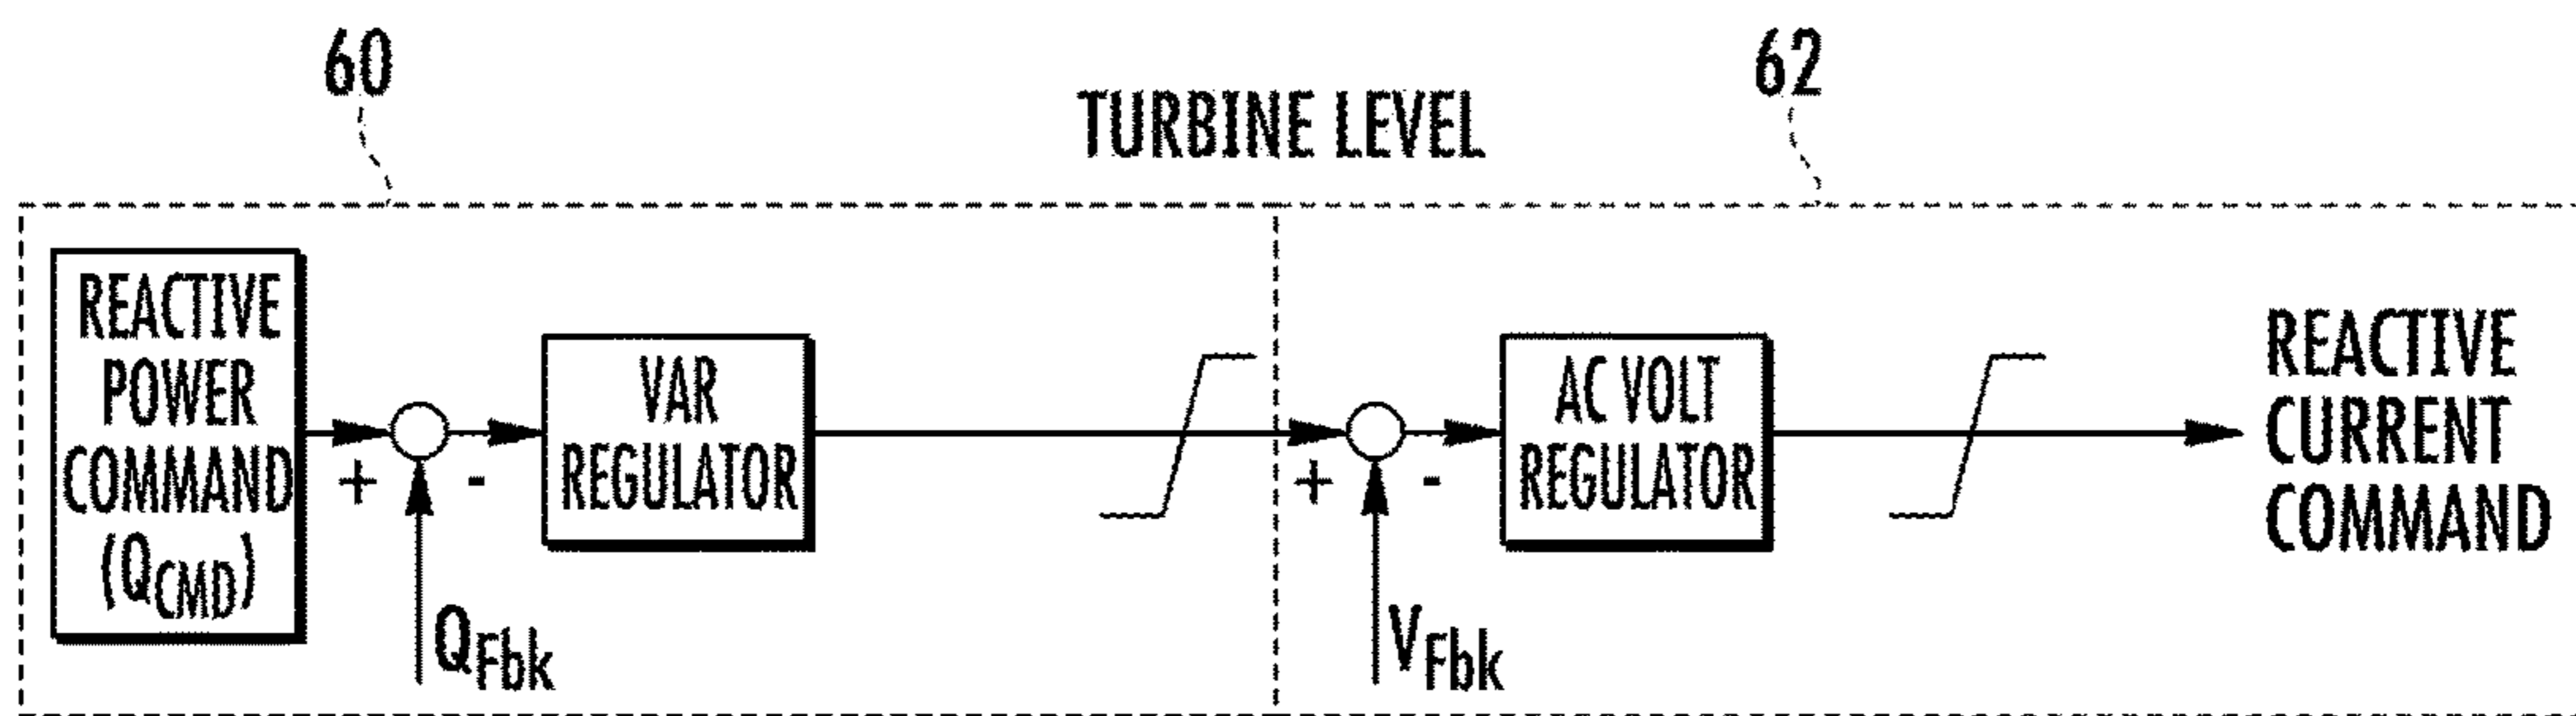 60
62
TURBINE LEVEL
REACTIVE
POWER
COMMAND
(QCMD)
+
-
QFbk
VAR
REGULATOR
+
-
VFbk
AC VOLT
REGULATOR
REACTIVE
CURRENT
COMMAND